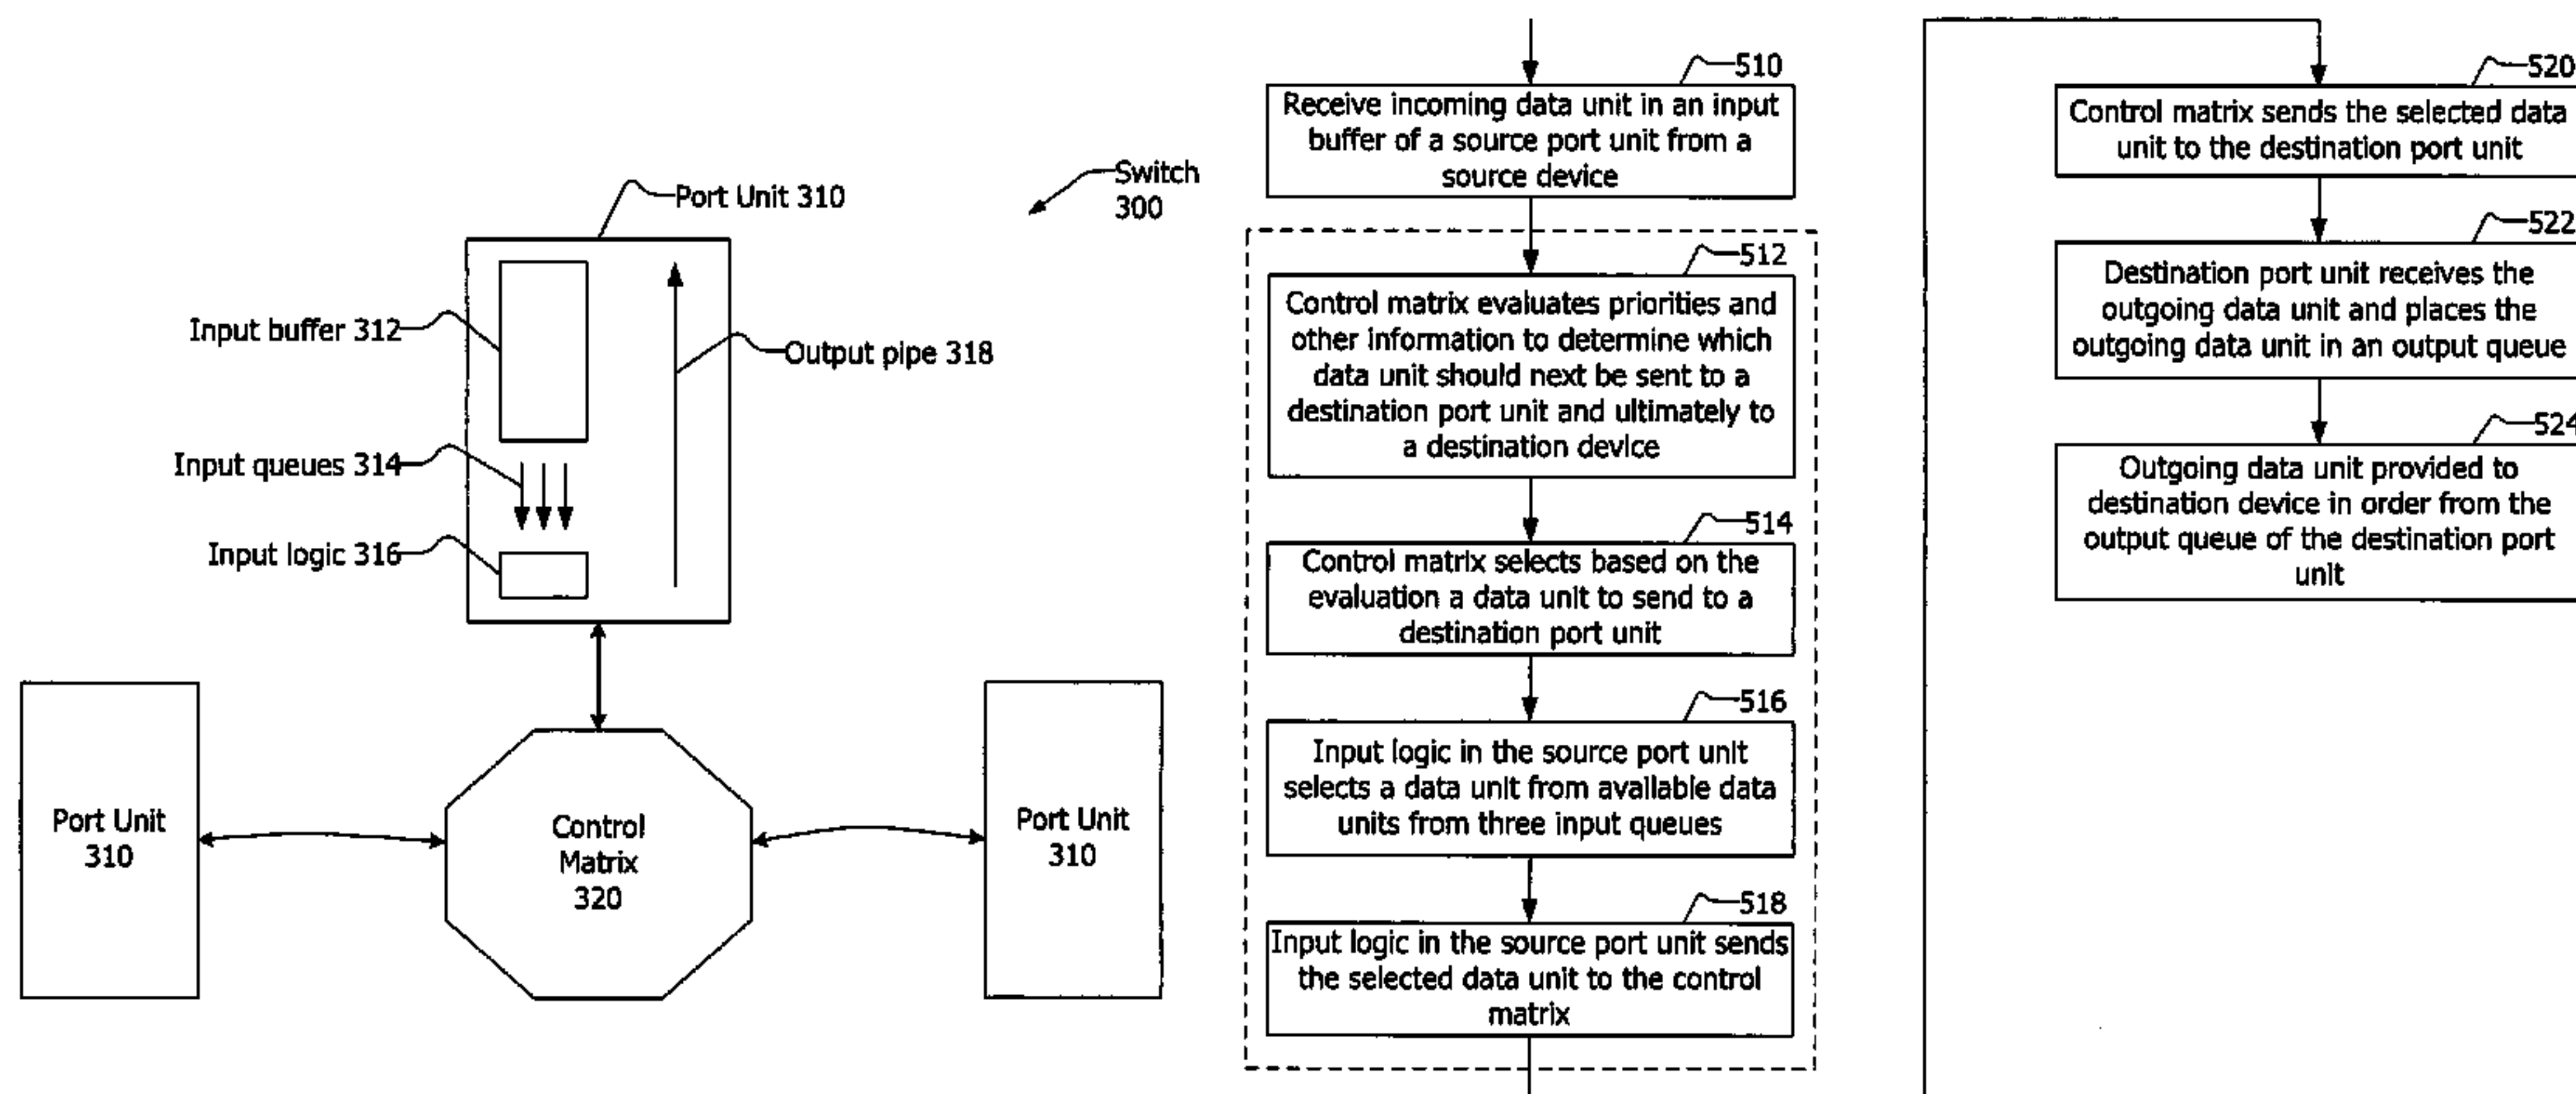 Port Unit 310
Switch
300
Input buffer 312
Output pipe 318
Input queues 314
Input logic 316
Port Unit
310
Control
Matrix
320
Port Unit
310
510
Receive incoming data unit in an input
buffer of a source port unit from a
source device
512
Control matrix evaluates priorities and
other information to determine which
data unit should next be sent to a
destination port unit and ultimately to
a destination device
514
Control matrix selects based on the
evaluation a data unit to send to a
destination port unit
516
Input logic in the source port unit
selects a data unit from available data
units from three input queues
518
Input logic in the source port unit sends
the selected data unit to the control
matrix
520
Control matrix sends the selected data
unit to the destination port unit
522
Destination port unit receives the
outgoing data unit and places the
outgoing data unit in an output queue
524
Outgoing data unit provided to
destination device in order from the
output queue of the destination port
unit